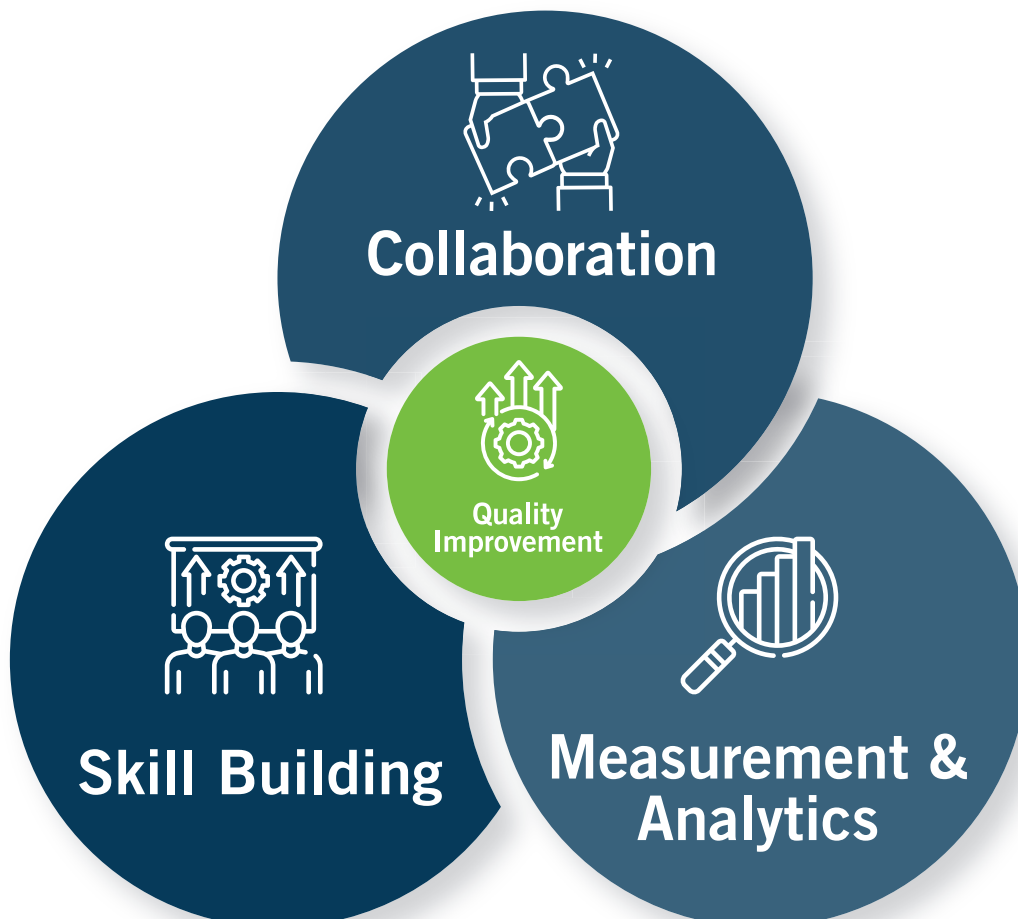 Collaboration
Quality
Improvement
Skill Building
Measurement &
Analytics